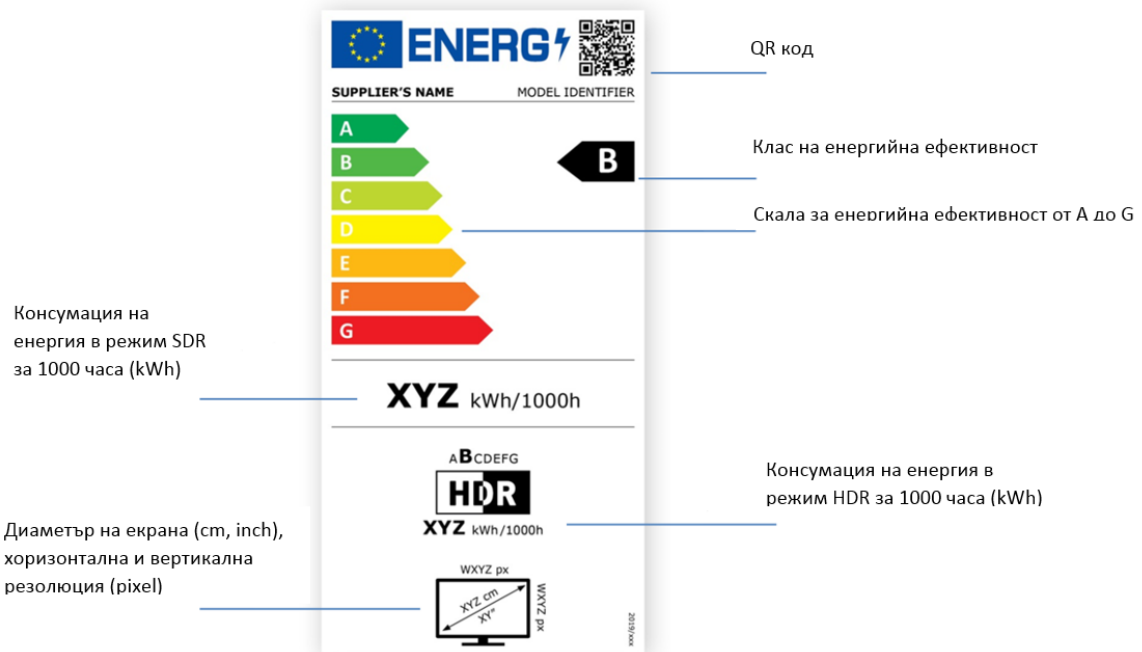 ENERG
QR код
SUPPLIER'S NAME
MODEL IDENTIFIER
A
B
B
Клас на енергийна ефективност
C
D
Скала за енергийна ефективност от A до G
E
F
G
Консумация на
енергия в режим SDR
за 1000 часа (kWh)
XYZ kWh/1000h
ABCDEFG
HDR
XYZ kWh/1000h
Консумация на енергия в
режим HDR за 1000 часа (kWh)
Диаметър на екрана (cm, inch),
хоризонтална и вертикална
резолюция (pixel)
WXYZ px
XYZ cm
XY"
WXYZ px
2019/xxx